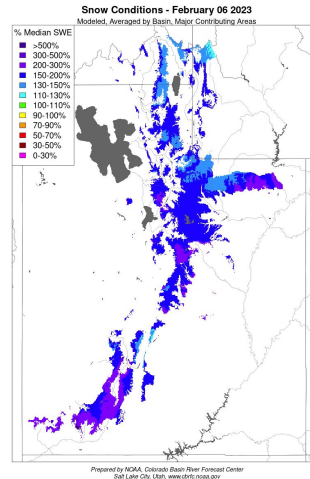 Snow Conditions - February 06 2023
Modeled, Averaged by Basin, Major Contributing Areas
% Median SWE
>500%
300-500%
200-300%
150-200%
130-150%
110-130%
100-110%
90-100%
70-90%
50-70%
30-50%
0-30%
Prepared by NOAA, Colorado Basin River Forecast Center
Salt Lake City, Utah, www.cbrfc.noaa.gov